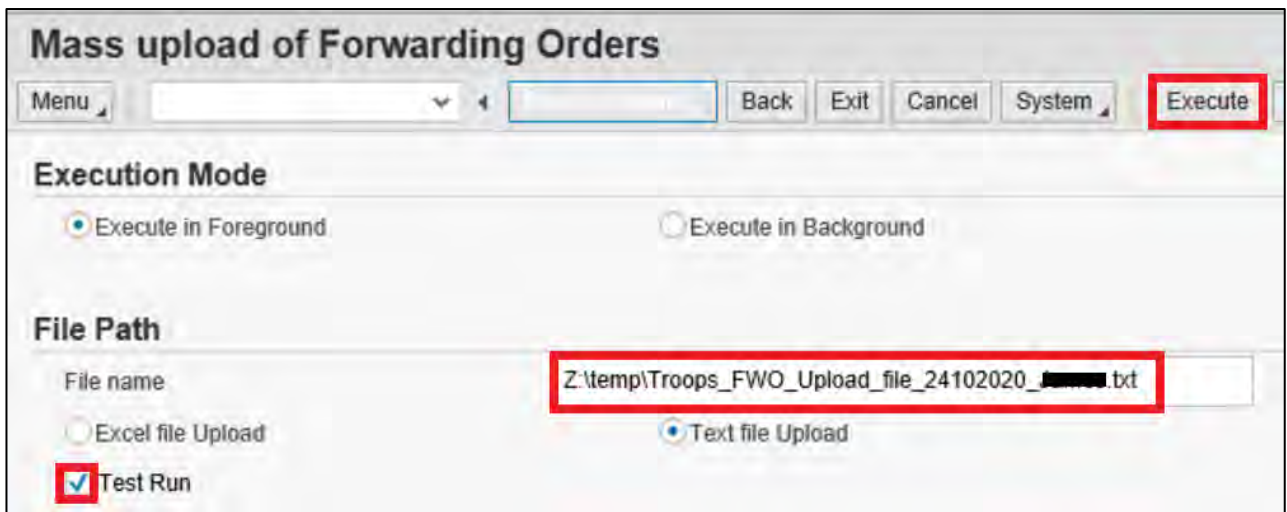 Mass upload of Forwarding Orders
Menu Back Exit Cancel System Execute
Execution Mode
Execute in Foreground Execute in Background
File Path
File name Z:\temp\Troops_FWO_Upload_file_24102020_ .txt
Excel file Upload Text file Upload
Test Run